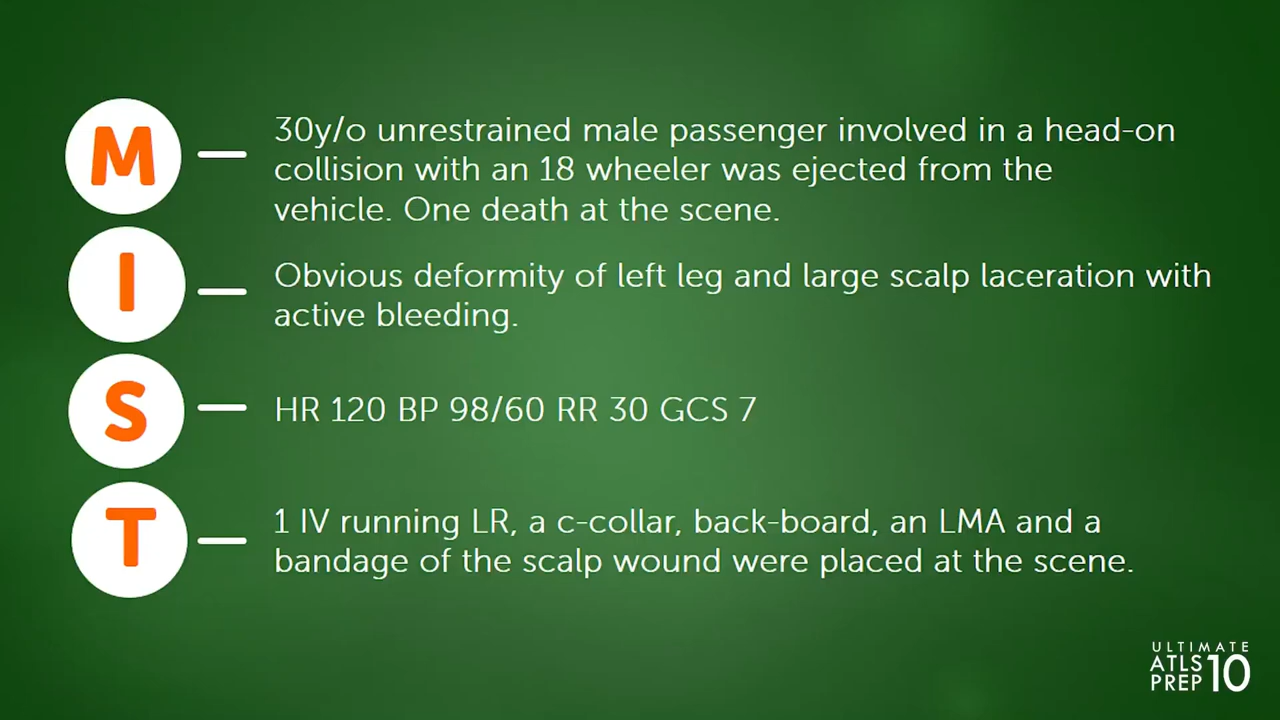 M
30y/o unrestrained male passenger involved in a head-on
collision with an 18 wheeler was ejected from the
vehicle. One death at the scene.
I
Obvious deformity of left leg and large scalp laceration with
active bleeding.
S
HR 120 BP 98/60 RR 30 GCS 7
T
1 IV running LR, a c-collar, back-board, an LMA and a
bandage of the scalp wound were placed at the scene.
ULTIMATE
ATLS
PREP 10